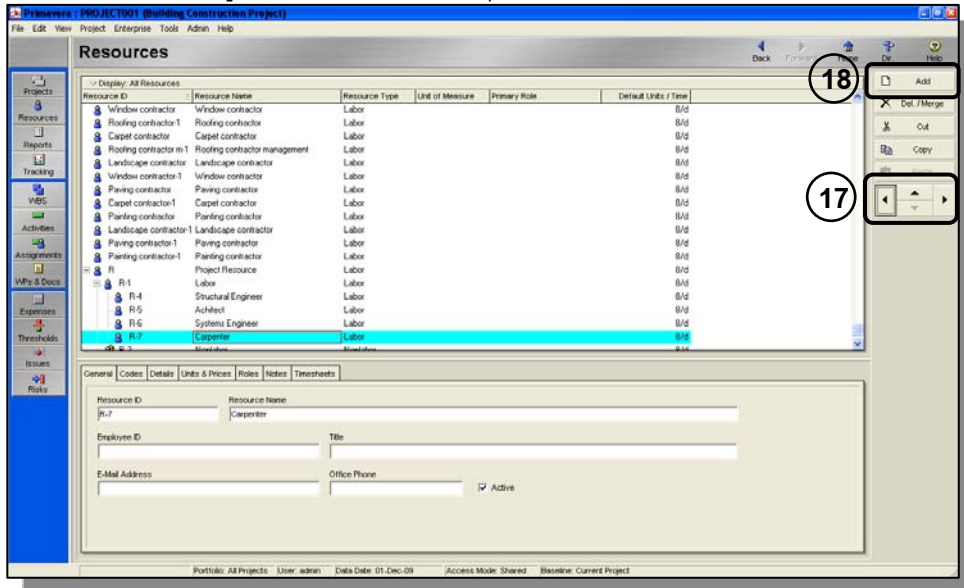 Primavera : PROJECT001 (Building Construction Project)
File Edit View Project Enterprise Tools Admin Help
Resources
Back Forward Home Dir. Help
Display: All Resources
Resource ID Resource Name Resource Type Unit of Measure Primary Role Default Units / Time
Window contractor Window contractor Labor 8/d
Roofing contractor-1 Roofing contractor Labor 8/d
Carpet contractor Carpet contractor Labor 8/d
Roofing contractor m-1 Roofing contractor management Labor 8/d
Landscape contractor Landscape contractor Labor 8/d
Window contractor-1 Window contractor Labor 8/d
Paving contractor Paving contractor Labor 8/d
Carpet contractor-1 Carpet contractor Labor 8/d
Painting contractor Painting contractor Labor 8/d
Landscape contractor-1 Landscape contractor Labor 8/d
Paving contractor-1 Paving contractor Labor 8/d
Painting contractor-1 Painting contractor Labor 8/d
R Project Resource Labor 8/d
R-1 Labor Labor 8/d
R-4 Structural Engineer Labor 8/d
R-5 Achitect Labor 8/d
R-6 Systems Engineer Labor 8/d
R-7 Carpenter Labor 8/d
R-2 Nonlabor Nonlabor 8/d
Projects
Resources
Reports
Tracking
WBS
Activities
Assignments
WPs & Docs
Expenses
Thresholds
Issues
Risks
18
Add
Del. / Merge
Cut
Copy
Paste
17
General Codes Details Units & Prices Roles Notes Timesheets
Resource ID Resource Name
R-7 Carpenter
Employee ID Title
E-Mail Address Office Phone
Active
Portfolio: All Projects User: admin Data Date: 01-Dec-09 Access Mode: Shared Baseline: Current Project